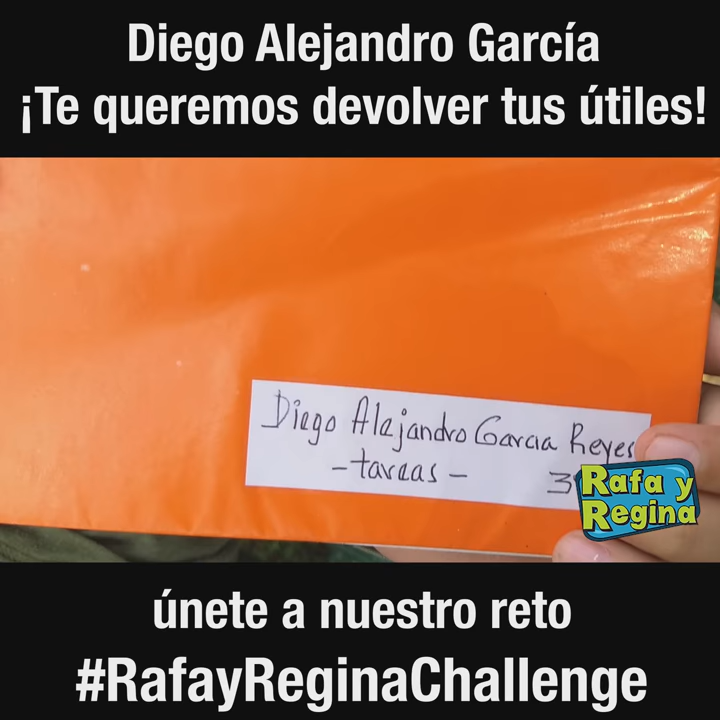 Diego Alejandro García
¡Te queremos devolver tus útiles!
Diego Alejandro Garcia Reyes
-tareas- 3
Rafa y
Regina
únete a nuestro reto
#RafayReginaChallenge